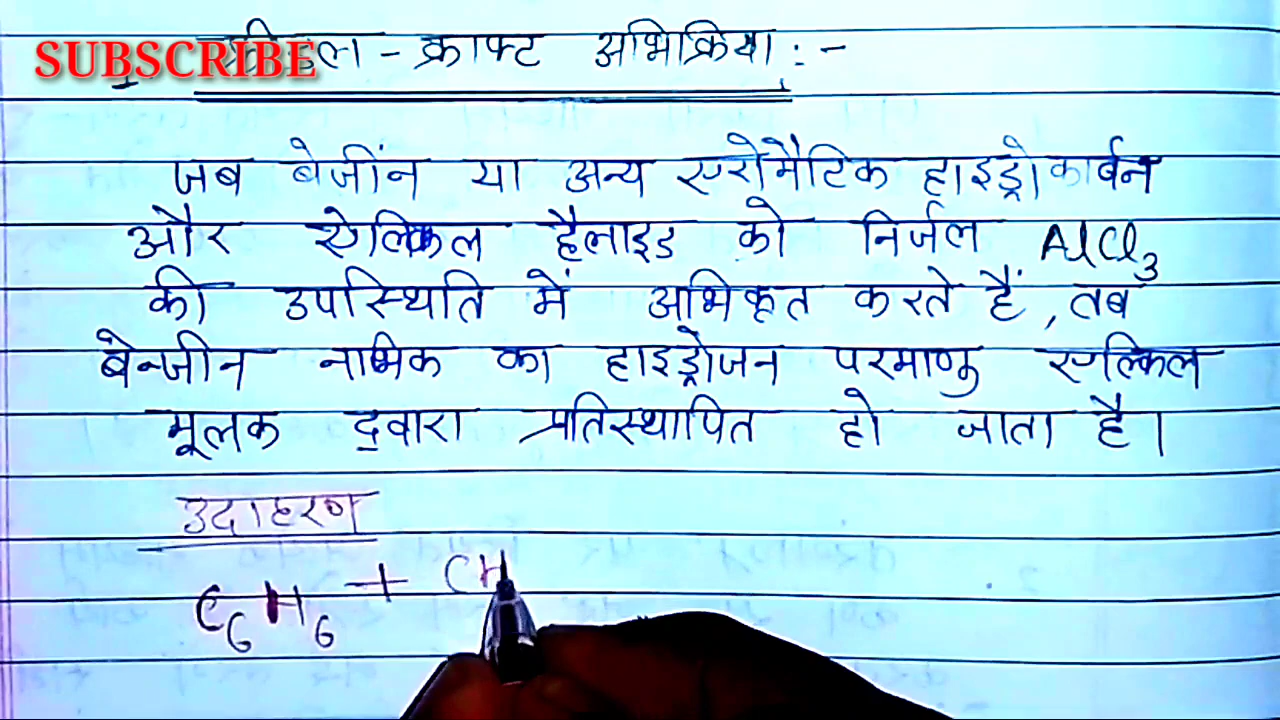 SUBSCRIBE
- क्राफ्ट अभिक्रिया : -
जब बेजींन या अन्य एरोमैटिक हाइड्रोकार्बन
और ऐल्किल हैलाइड को निर्जल AlCl₃
की उपस्थिति में अभिकृत करते हैं, तब
बेन्जीन नाभिक का हाइड्रोजन परमाणु एल्किल
मूलक द्वारा प्रतिस्थापित हो जाता है।
उदाहरण
C₆H₆ + CH